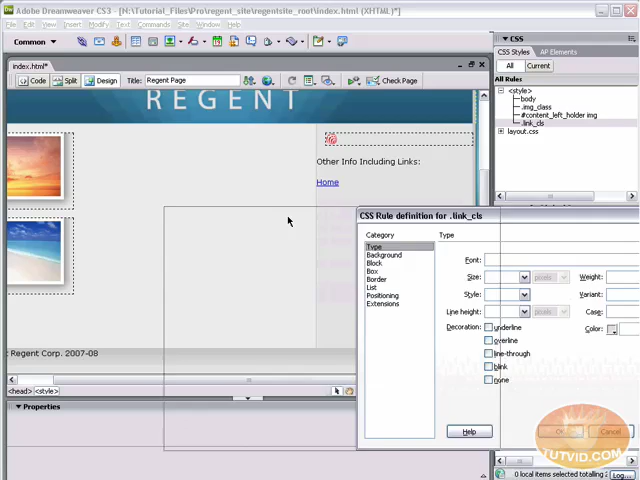 Adobe Dreamweaver CS3 - [N:\Tutorial_Files\Pro\regent_site\regentsite_root\index.html (XHTML)*]
File Edit View Insert Modify Text Commands Site Window Help
Common
CSS
CSS Styles AP Elements
All Current
All Rules
<style>
body
.img_class
#content_left_holder img
.link_cls
layout.css
index.html*
Code Split Design Title: Regent Page Check Page
REGENT
Other Info Including Links:
Home
t Regent Corp. 2007-08
<head> <style>
Properties
CSS Rule definition for .link_cls
Category Type
Type
Background
Block
Box
Border
List
Positioning
Extensions
Font:
Size: pixels Weight:
Style: Variant:
Line height: pixels Case:
Decoration: underline Color:
overline
line-through
blink
none
Help Cancel
TUTVID.COM
0 local items selected totalling Log...